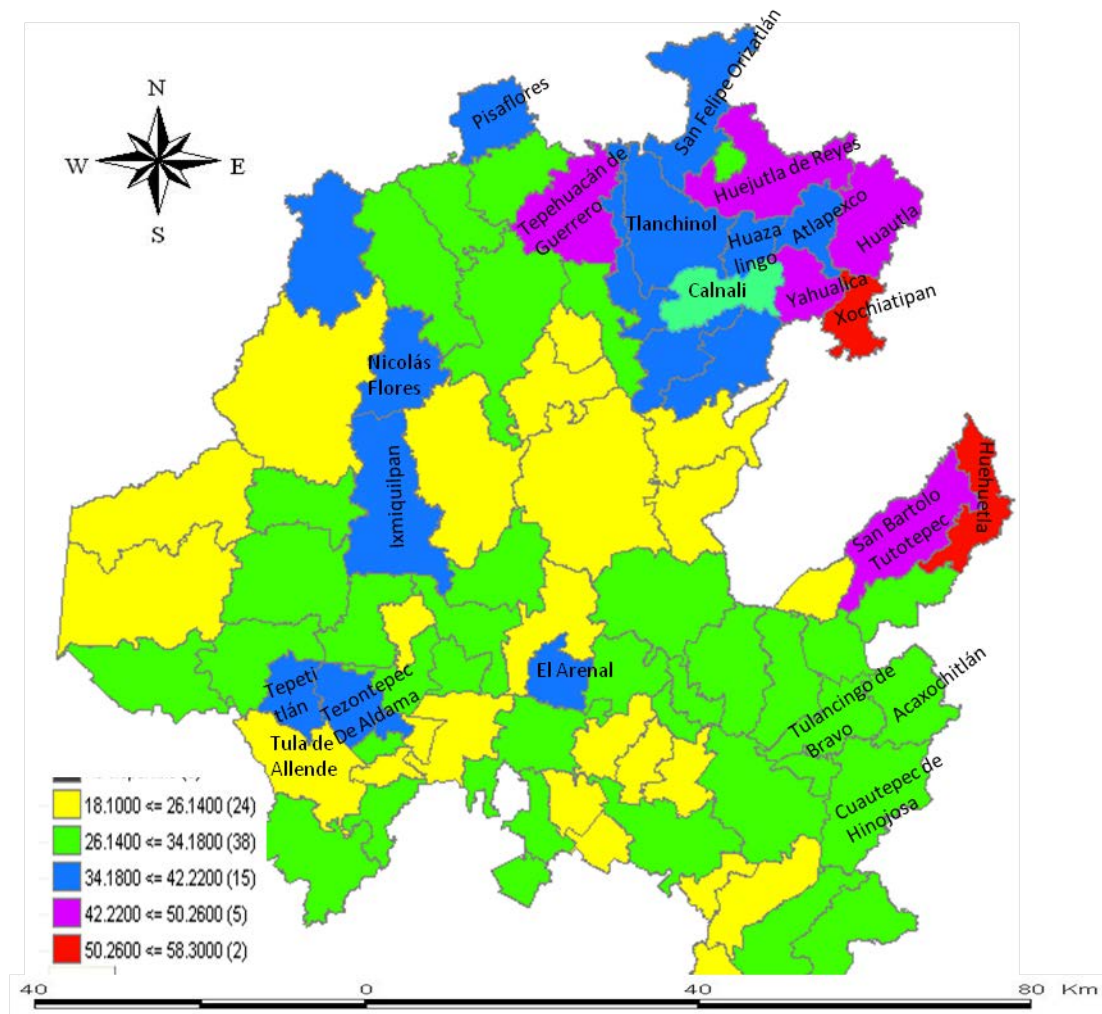 N
W E
S
Pisaflores
San Felipe Orizatlán
Tepehuacán de
Guerrero
Huejutla de Reyes
Tlanchinol
Huaza
lingo
Atlapexco
Huautla
Calnali
Yahualica
Xochiatipan
Nicolás
Flores
Ixmiquilpan
Huehuetla
San Bartolo
Tutotepec
El Arenal
Tepeti
tlán
Tezontepec
De Aldama
Tula de
Allende
Tulancingo de
Bravo
Acaxochitlán
Cuautepec de
Hinojosa
18.1000 <= 26.1400 (24)
26.1400 <= 34.1800 (38)
34.1800 <= 42.2200 (15)
42.2200 <= 50.2600 (5)
50.2600 <= 58.3000 (2)
40 0 40 80 Km